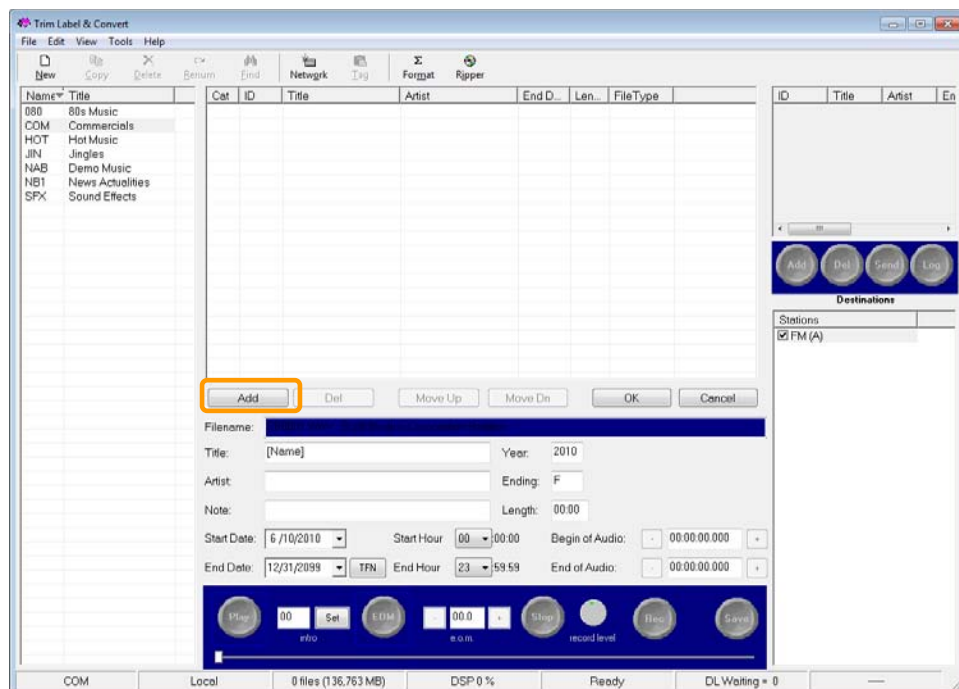 Trim Label & Convert
File Edit View Tools Help
New Copy Delete Renum Find Network Tag Format Ripper
Name Title
080 80s Music
COM Commercials
HOT Hot Music
JIN Jingles
NAB Demo Music
NB1 News Actualities
SFX Sound Effects
Cat ID Title Artist End D... Len... FileType
ID Title Artist En
Add Del Send Log
Destinations
Stations
FM (A)
Add Del Move Up Move Dn OK Cancel
Filename:
Title: [Name] Year: 2010
Artist: Ending: F
Note: Length: 00:00
Start Date: 6 /10/2010 Start Hour 00 :00:00 Begin of Audio: - 00:00:00.000 +
End Date: 12/31/2099 TFN End Hour 23 :59:59 End of Audio: - 00:00:00.000 +
Play 00 Set EOM - 00.0 + Stop Rec Save
intro e.o.m. record level
COM Local 0 files (136,763 MB) DSP 0 % Ready DL Waiting = 0 ----